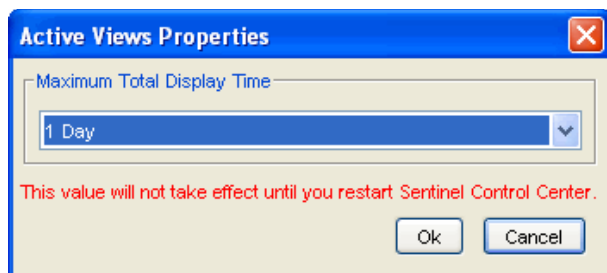 Active Views Properties
Maximum Total Display Time
1 Day
This value will not take effect until you restart Sentinel Control Center.
Ok
Cancel